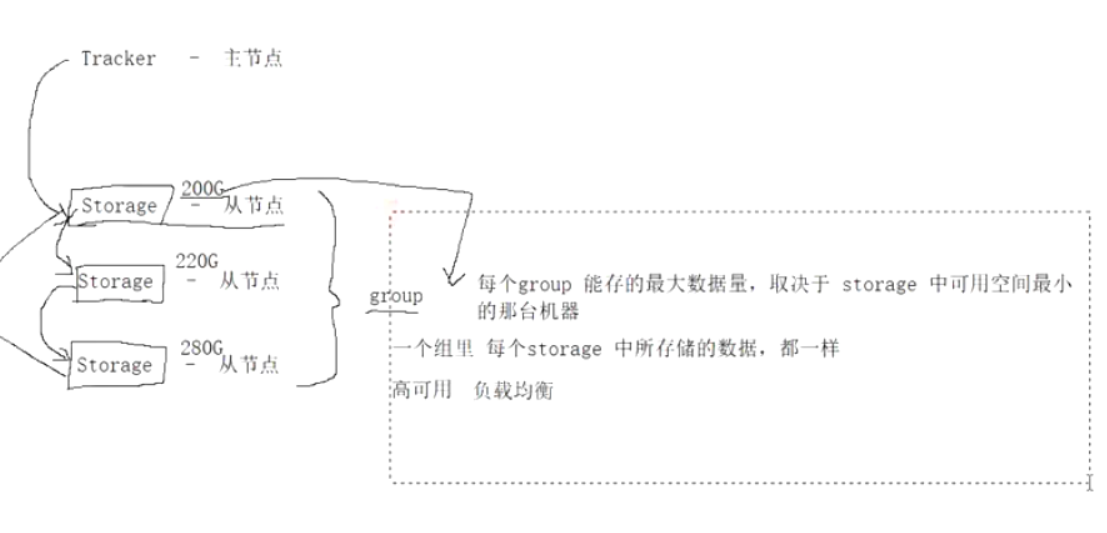 Tracker - 主节点
200G
Storage - 从节点
220G
Storage - 从节点
280G
Storage - 从节点
group
每个group 能存的最大数据量，取决于 storage 中可用空间最小
的那台机器
一个组里 每个storage 中所存储的数据，都一样
高可用 负载均衡